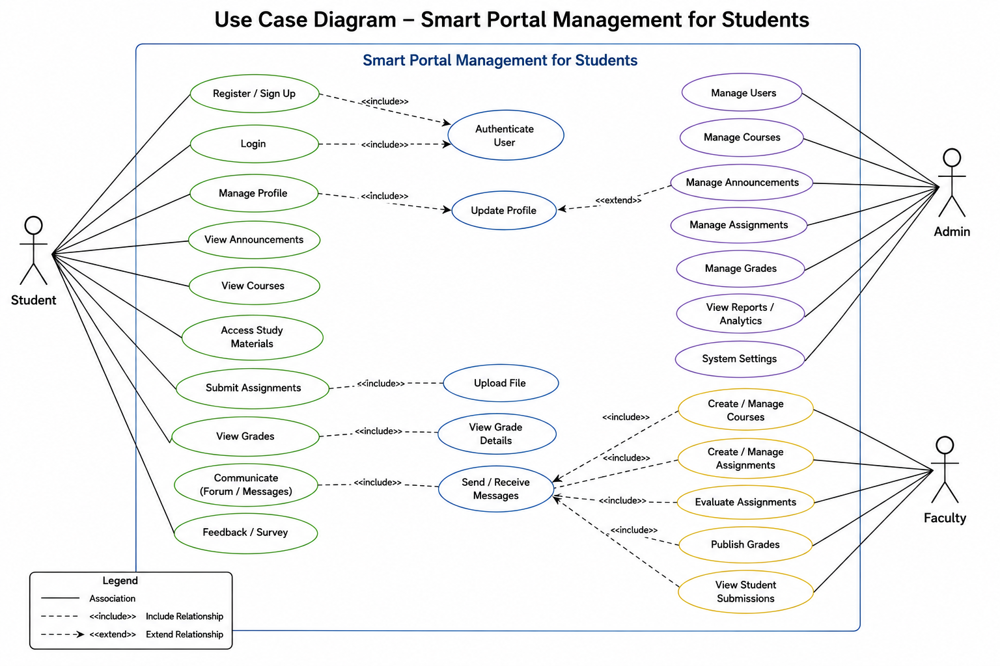 Use Case Diagram – Smart Portal Management for Students
Smart Portal Management for Students
Register / Sign Up
<<include>>
Authenticate
User
Login
<<include>>
Manage Profile
<<include>>
Update Profile
View Announcements
View Courses
Access Study
Materials
Submit Assignments
<<include>>
Upload File
View Grades
<<include>>
View Grade
Details
Communicate
(Forum / Messages)
<<include>>
Send / Receive
Messages
Feedback / Survey
Student
Manage Users
Manage Courses
Manage Announcements
<<extend>>
Manage Assignments
Manage Grades
View Reports /
Analytics
System Settings
Admin
Create / Manage
Courses
<<include>>
Create / Manage
Assignments
<<include>>
Evaluate Assignments
<<include>>
Publish Grades
<<include>>
View Student
Submissions
Faculty
Legend
Association
<<include>> Include Relationship
<<extend>> Extend Relationship